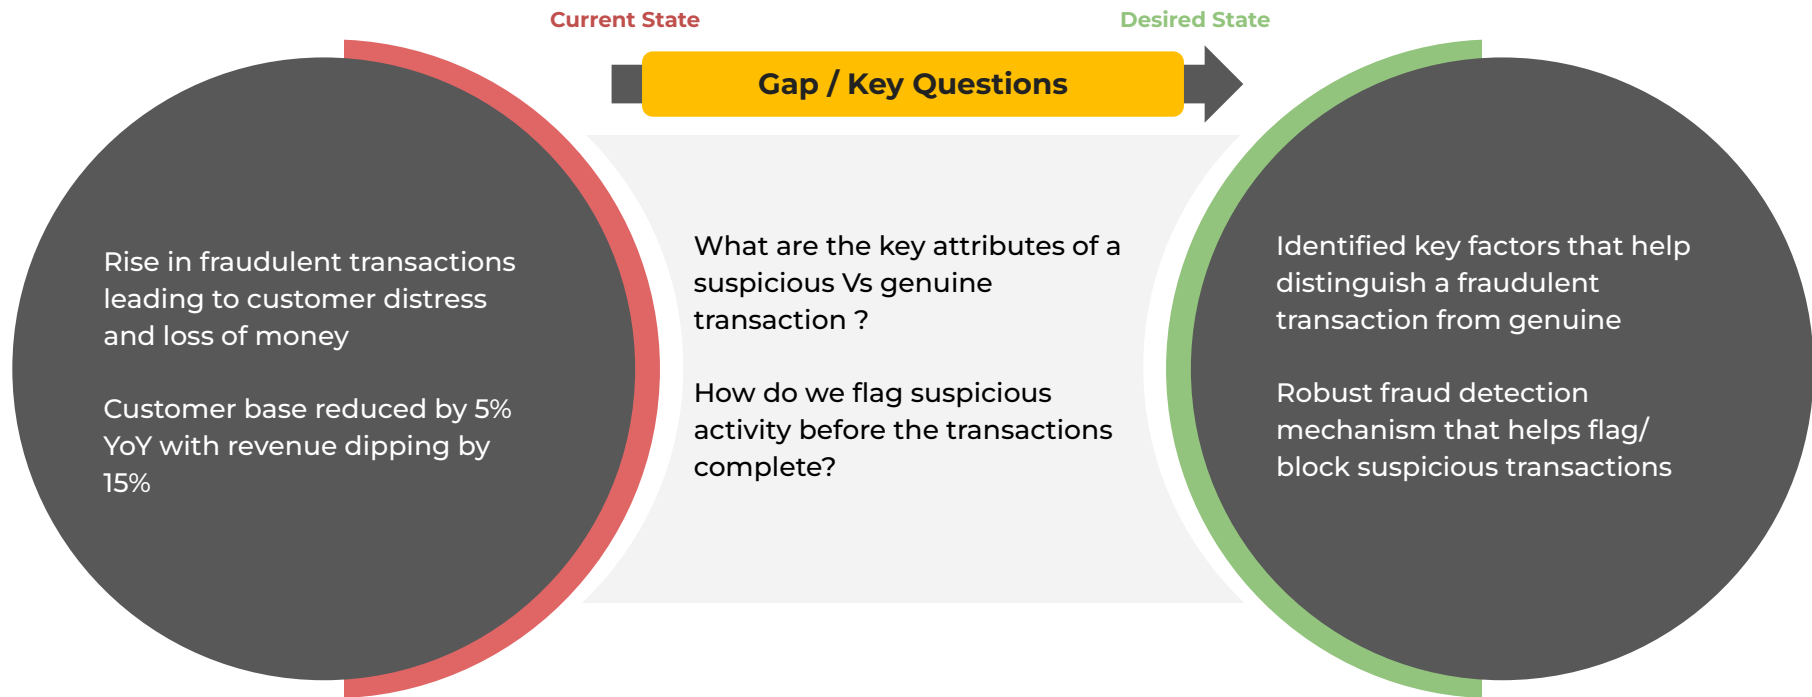 Current State
Desired State
Gap / Key Questions
Rise in fraudulent transactions
leading to customer distress
and loss of money
Customer base reduced by 5%
YoY with revenue dipping by
15%
What are the key attributes of a
suspicious Vs genuine
transaction ?
How do we flag suspicious
activity before the transactions
complete?
Identified key factors that help
distinguish a fraudulent
transaction from genuine
Robust fraud detection
mechanism that helps flag/
block suspicious transactions